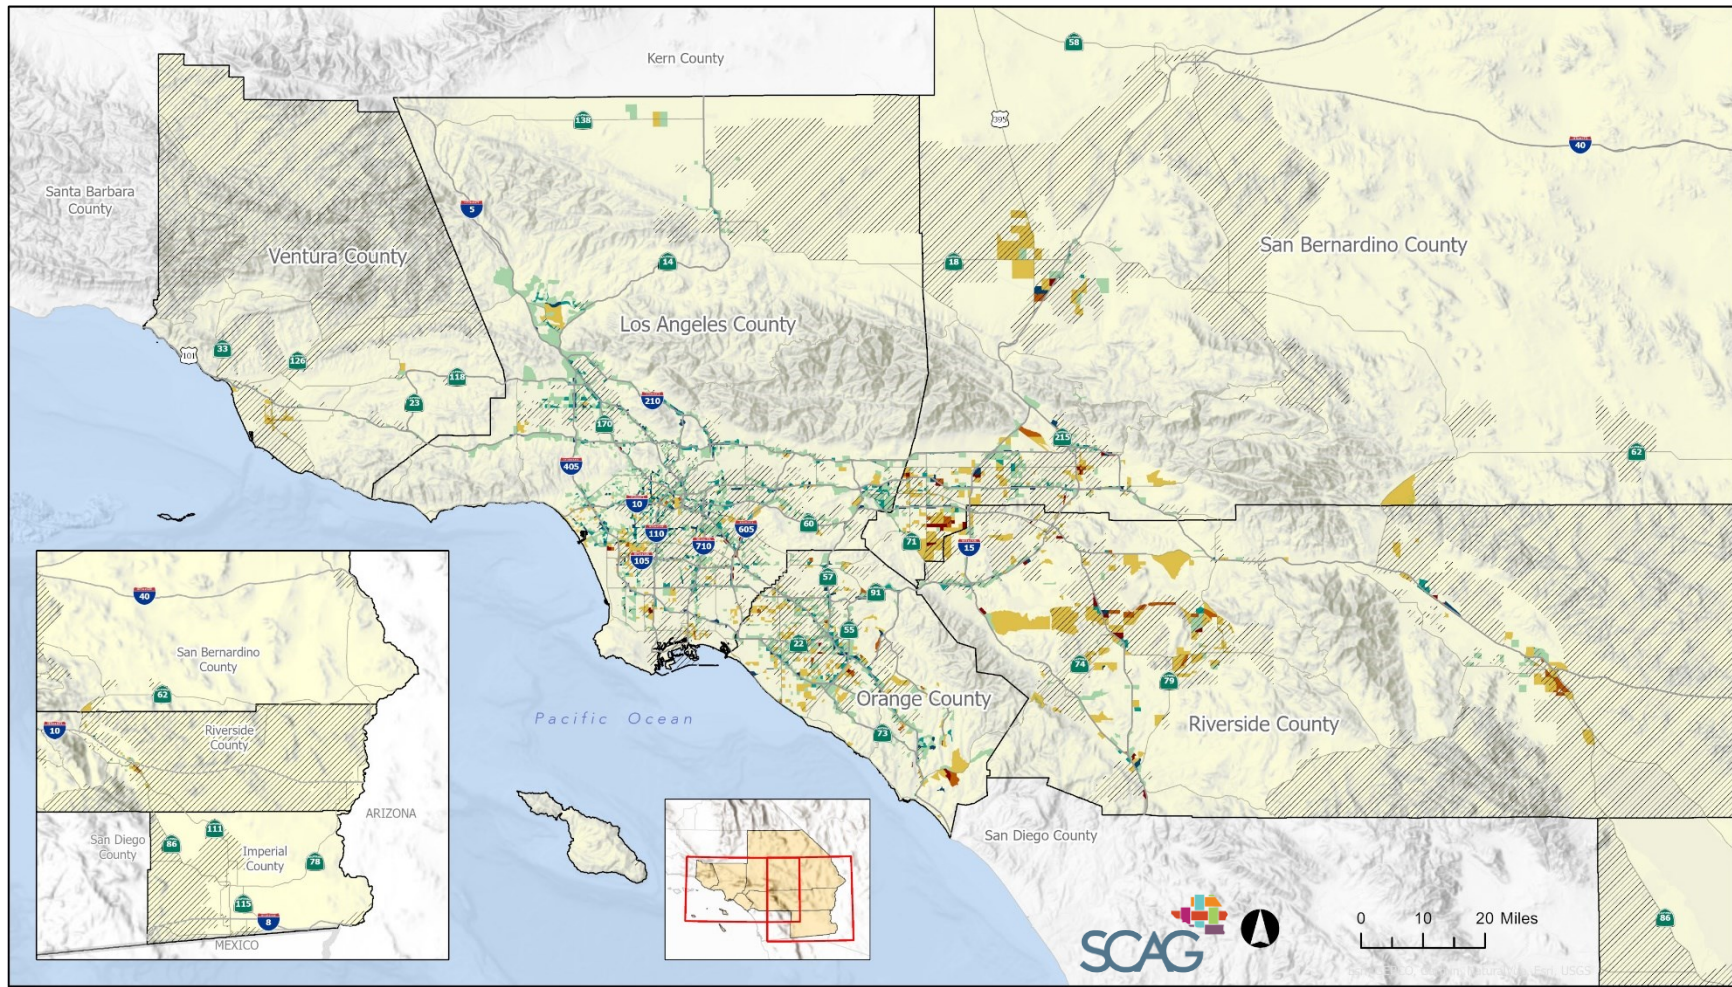 Kern County
58
395
138
40
Santa Barbara
County
5
San Bernardino County
Ventura County
14
18
Los Angeles County
33
101
126
118
23
210
170
215
62
405
10
60
605
110
71
15
710
105
57
91
55
22
74
79
Orange County
Riverside County
73
Pacific Ocean
San Diego County
86
40
San Bernardino
County
62
Riverside
County
10
ARIZONA
San Diego
County
111
86
Imperial
County
78
115
8
MEXICO
SCAG
0 10 20 Miles
USGS